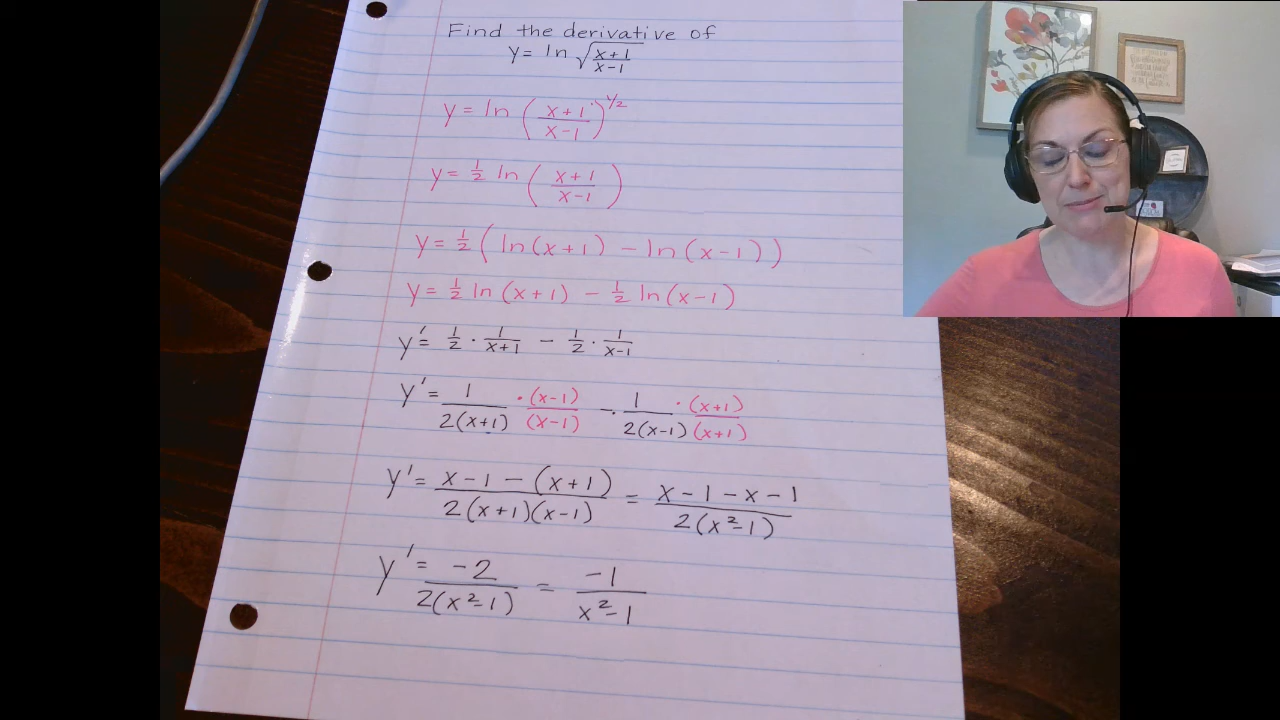 Find the derivative of
y = ln √((x+1)/(x-1))
y = ln ((x+1)/(x-1))^(1/2)
y = 1/2 ln ((x+1)/(x-1))
y = 1/2 (ln(x+1) - ln(x-1))
y = 1/2 ln(x+1) - 1/2 ln(x-1)
y' = 1/2 · 1/(x+1) - 1/2 · 1/(x-1)
y' = 1/(2(x+1)) · (x-1)/(x-1) - 1/(2(x-1)) · (x+1)/(x+1)
y' = (x-1-(x+1))/(2(x+1)(x-1)) = (x-1-x-1)/(2(x²-1))
y' = -2/(2(x²-1)) = -1/(x²-1)